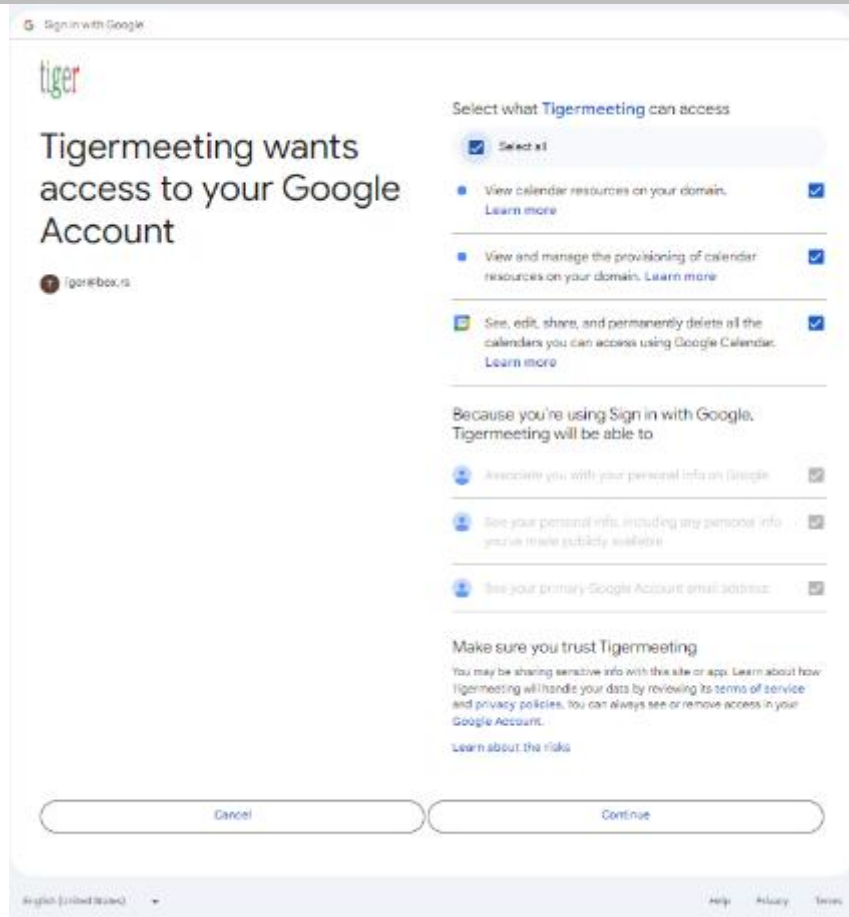 Sign in with Google
tiger
Tigermeeting wants
access to your Google
Account
Select what Tigermeeting can access
Select all
View calendar resources on your domain.
Learn more
View and manage the provisioning of calendar
resources on your domain. Learn more
See, edit, share, and permanently delete all the
calendars you can access using Google Calendar.
Learn more
Because you're using Sign in with Google,
Tigermeeting will be able to
Associate you with your personal info on Google
See your personal info, including any personal info
you've made publicly available
See your primary Google Account email address
Make sure you trust Tigermeeting
You may be sharing sensitive info with this site or app. Learn about how
Tigermeeting will handle your data by reviewing its terms of service
and privacy policies. You can always see or remove access in your
Google Account.
Learn about the risks
Cancel
Continue
English (United States)
Help Privacy Terms